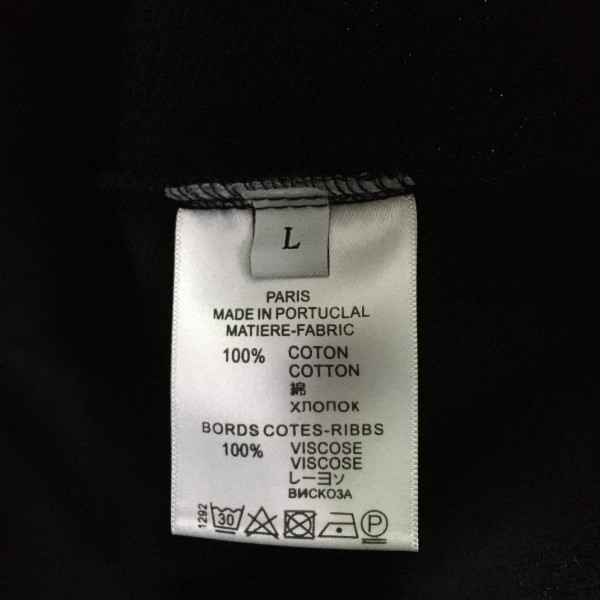 L
PARIS
MADE IN PORTUCLAL
MATIERE-FABRIC
100% COTON
COTTON
綿
ХЛОПОК
BORDS COTES-RIBBS
100% VISCOSE
VISCOSE
レーヨソ
ВИСКОЗА
1292
30
P